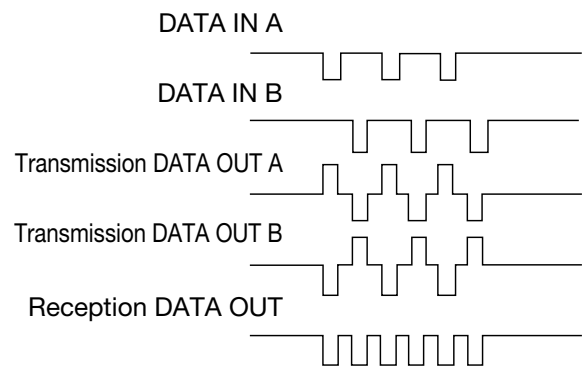 DATA IN A
DATA IN B
Transmission DATA OUT A
Transmission DATA OUT B
Reception DATA OUT